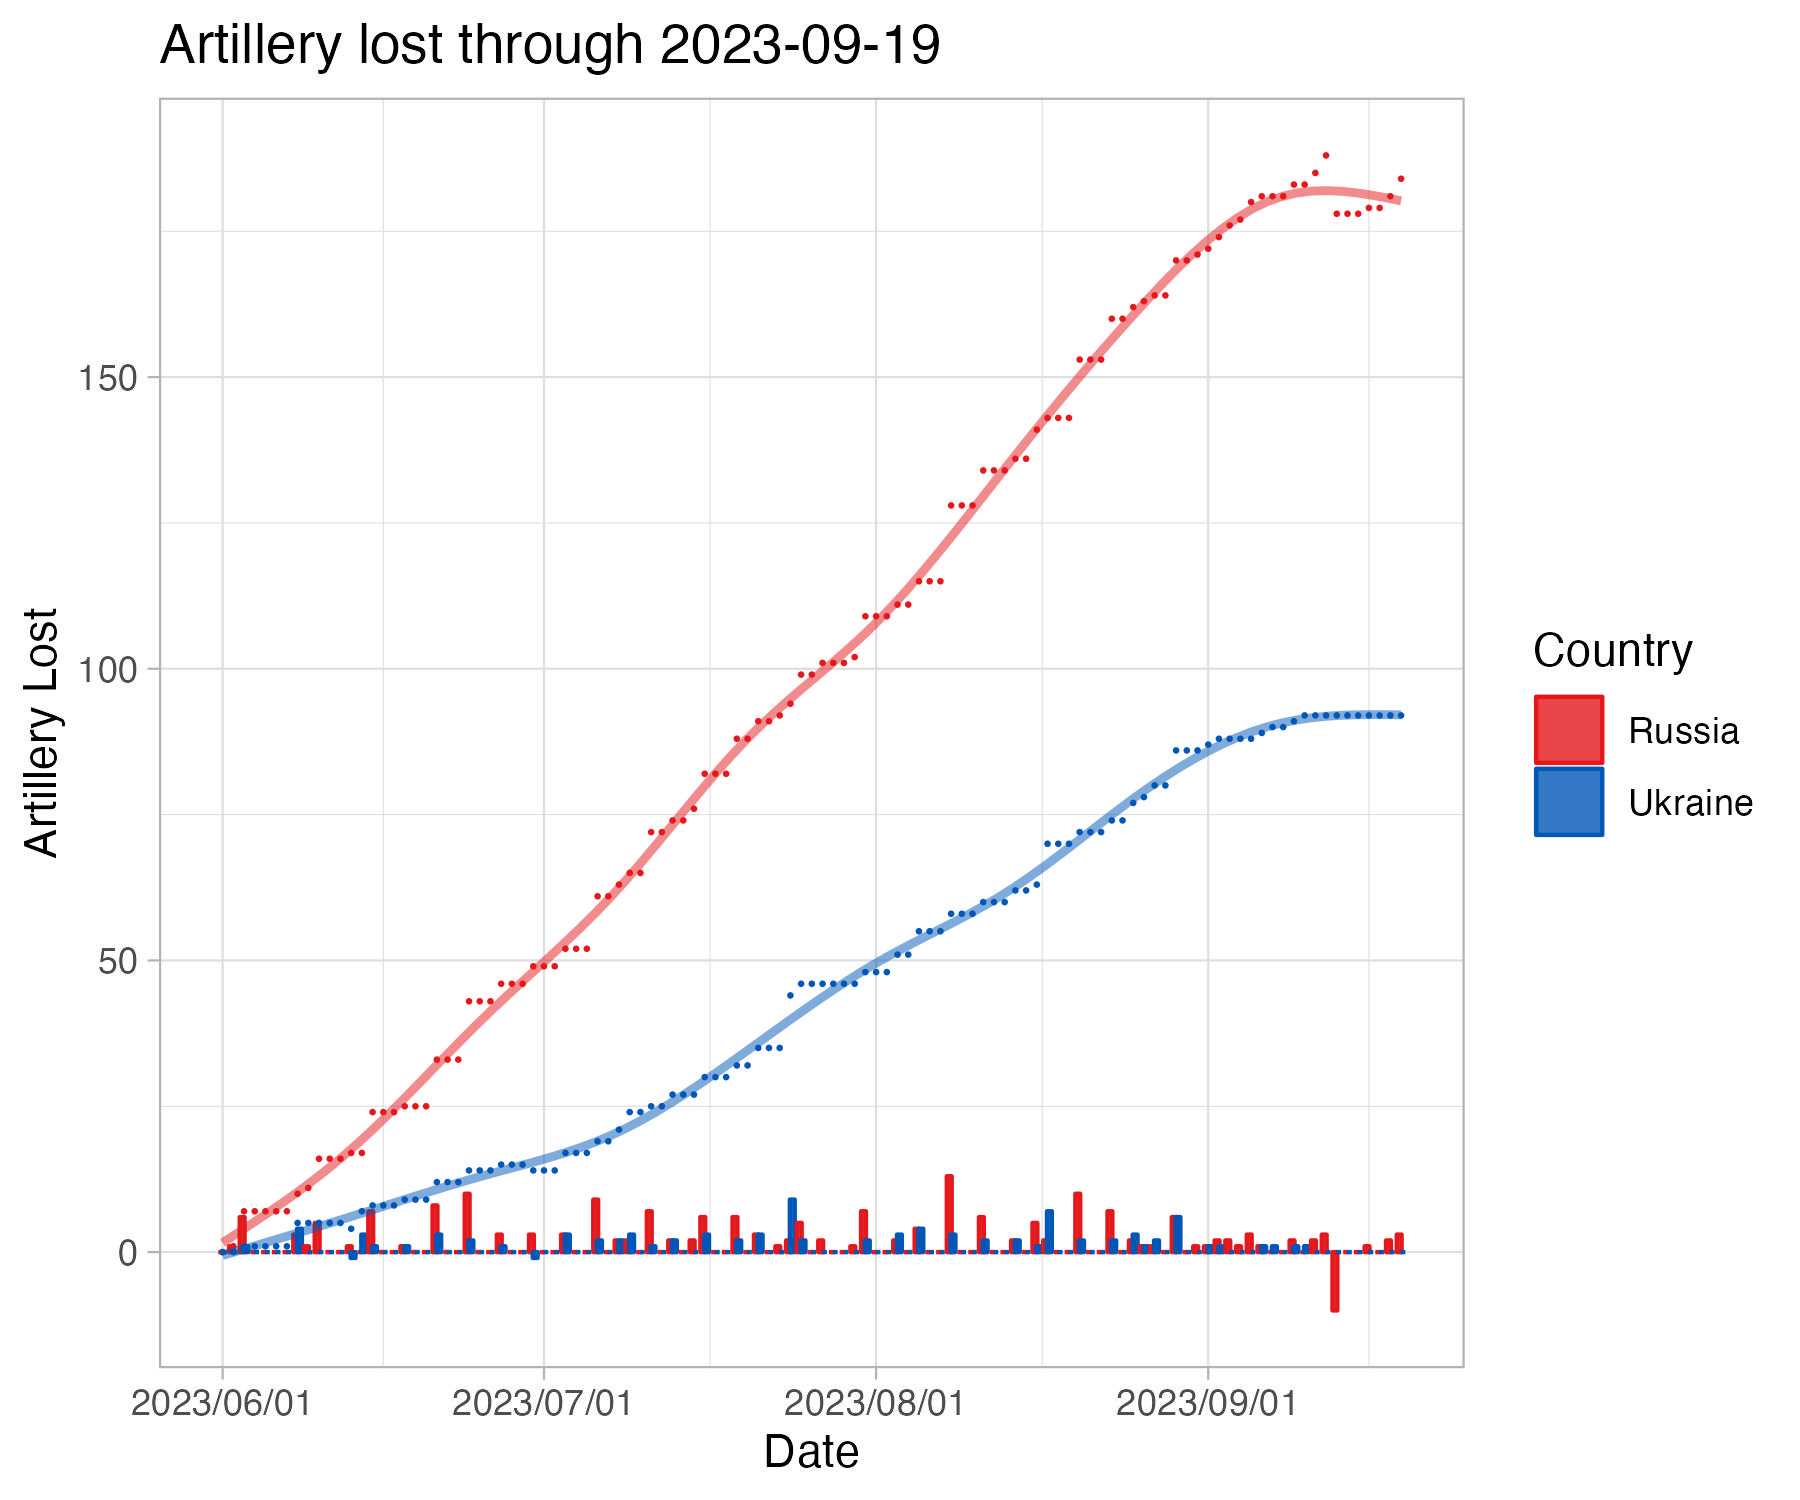 Artillery lost through 2023-09-19
Artillery Lost
150
100
50
0
2023/06/01
2023/07/01
2023/08/01
2023/09/01
Date
Country
Russia
Ukraine